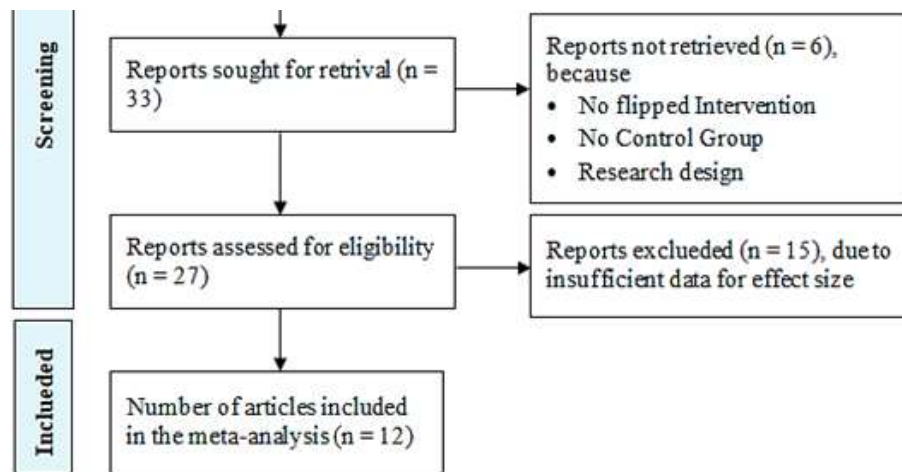 Screening
Reports sought for retrival (n =
33)
Reports not retrieved (n = 6),
because
• No flipped Intervention
• No Control Group
• Research design
Reports assessed for eligibility
(n = 27)
Reports exclueded (n = 15), due to
insufficient data for effect size
Inclueded
Number of articles included
in the meta-analysis (n = 12)